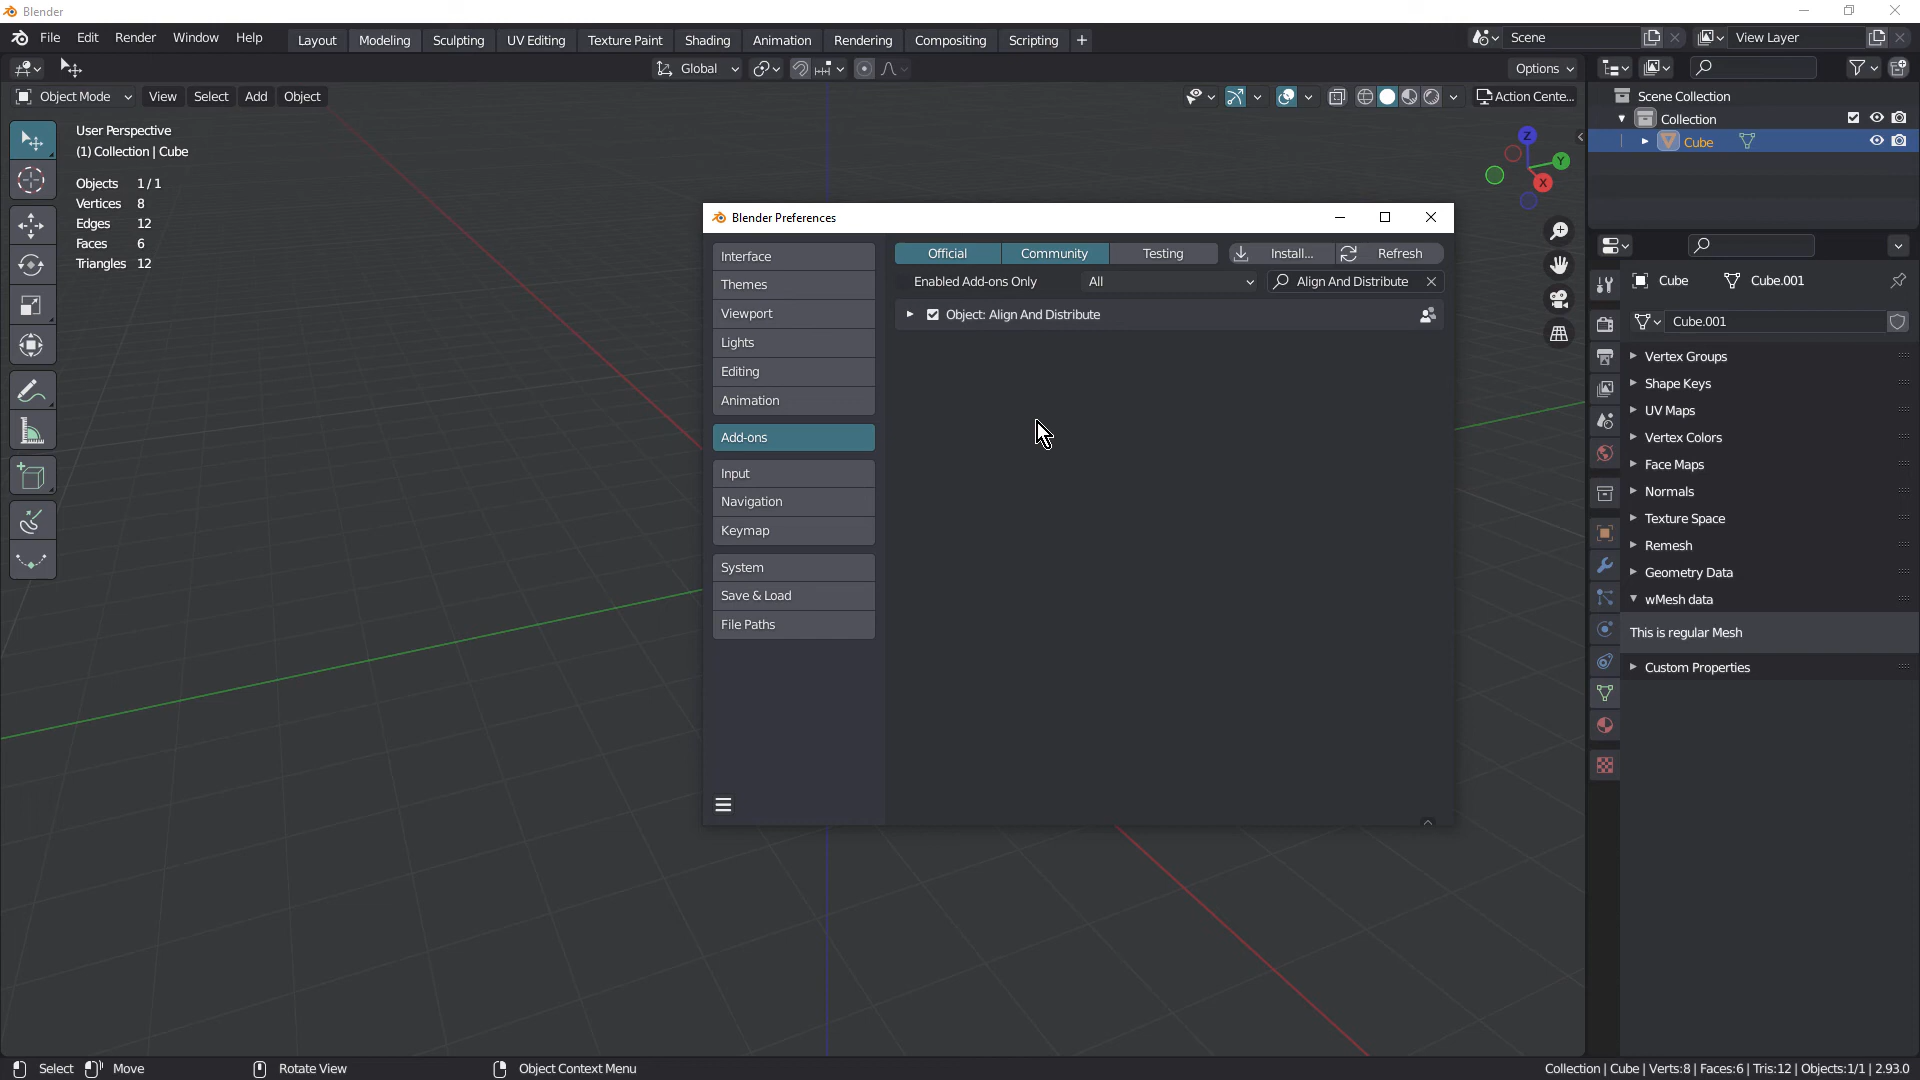 Blender
File Edit Render Window Help Layout Modeling Sculpting UV Editing Texture Paint Shading Animation Rendering Compositing Scripting + Scene View Layer
Global Options
Object Mode View Select Add Object Action Cente...
User Perspective
(1) Collection | Cube
Objects 1/1
Vertices 8
Edges 12
Faces 6
Triangles 12
Z
Y
X
Scene Collection
Collection
Cube
Blender Preferences
Interface
Themes
Viewport
Lights
Editing
Animation
Add-ons
Input
Navigation
Keymap
System
Save & Load
File Paths
Official Community Testing Install... Refresh
Enabled Add-ons Only All Align And Distribute
Object: Align And Distribute
Cube Cube.001
Cube.001
Vertex Groups
Shape Keys
UV Maps
Vertex Colors
Face Maps
Normals
Texture Space
Remesh
Geometry Data
wMesh data
This is regular Mesh
Custom Properties
Select Move Rotate View Object Context Menu Collection | Cube | Verts:8 | Faces:6 | Tris:12 | Objects:1/1 | 2.93.0